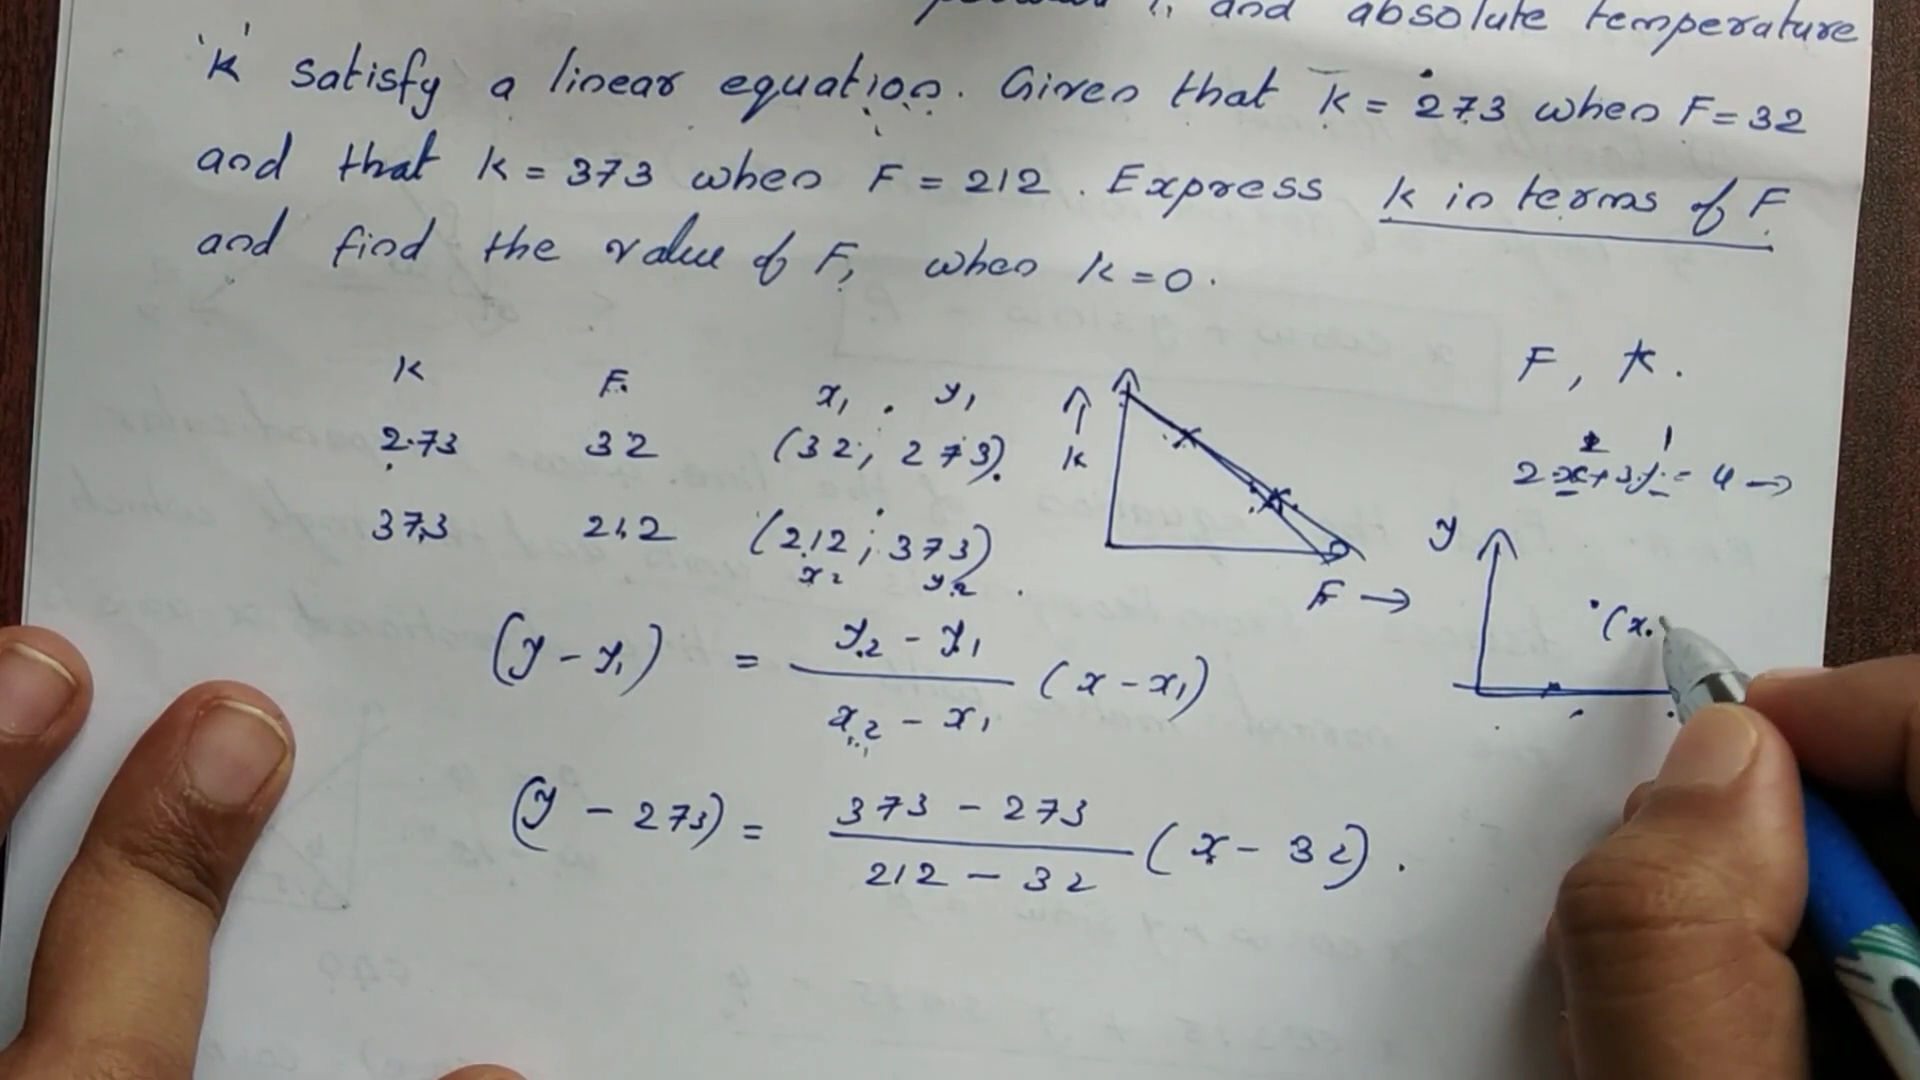 and absolute temperature
'K' satisfy a linear equation. Given that K = 273 when F = 32
and that K = 373 when F = 212. Express K in terms of F
and find the value of F, when K = 0.
F, K.
K F. x₁ . y₁
273 32 (32, 273).
K
2x+3y = 4 →
373 212 (212, 373)
x₂ y₂
F →
y
(x.
(y - y₁) = y₂ - y₁ / x₂ - x₁ (x - x₁)
(y - 273) = 373 - 273 / 212 - 32 (x - 32).